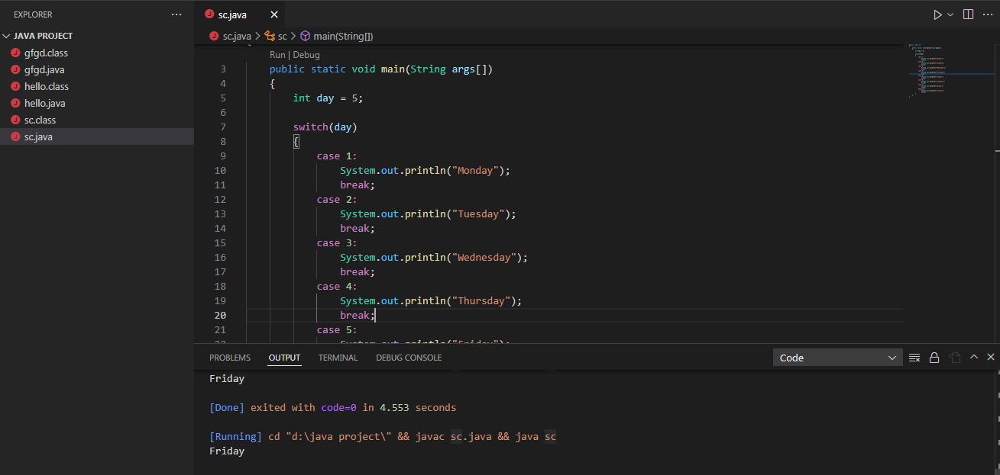 EXPLORER
JAVA PROJECT
gfgd.class
gfgd.java
hello.class
hello.java
sc.class
sc.java
sc.java
sc.java > sc > main(String[])
Run | Debug
3 public static void main(String args[])
4 {
5 int day = 5;
6
7 switch(day)
8 {
9 case 1:
10 System.out.println("Monday");
11 break;
12 case 2:
13 System.out.println("Tuesday");
14 break;
15 case 3:
16 System.out.println("Wednesday");
17 break;
18 case 4:
19 System.out.println("Thursday");
20 break;
21 case 5:
22 System.out.println("Friday");
PROBLEMS OUTPUT TERMINAL DEBUG CONSOLE Code
Friday
[Done] exited with code=0 in 4.553 seconds
[Running] cd "d:\java project\" && javac sc.java && java sc
Friday